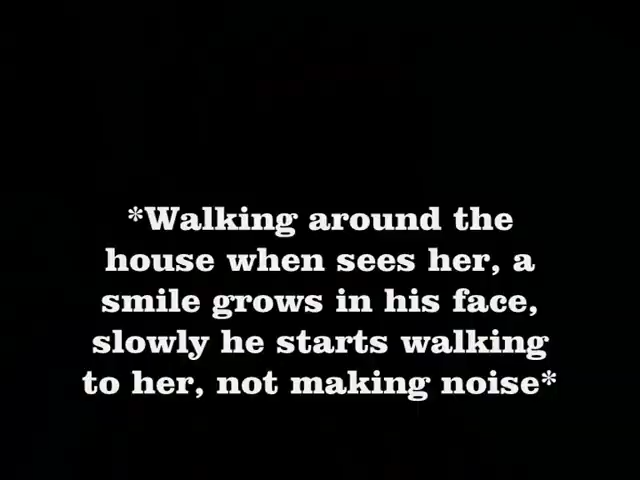 *Walking around the
house when sees her, a
smile grows in his face,
slowly he starts walking
to her, not making noise*